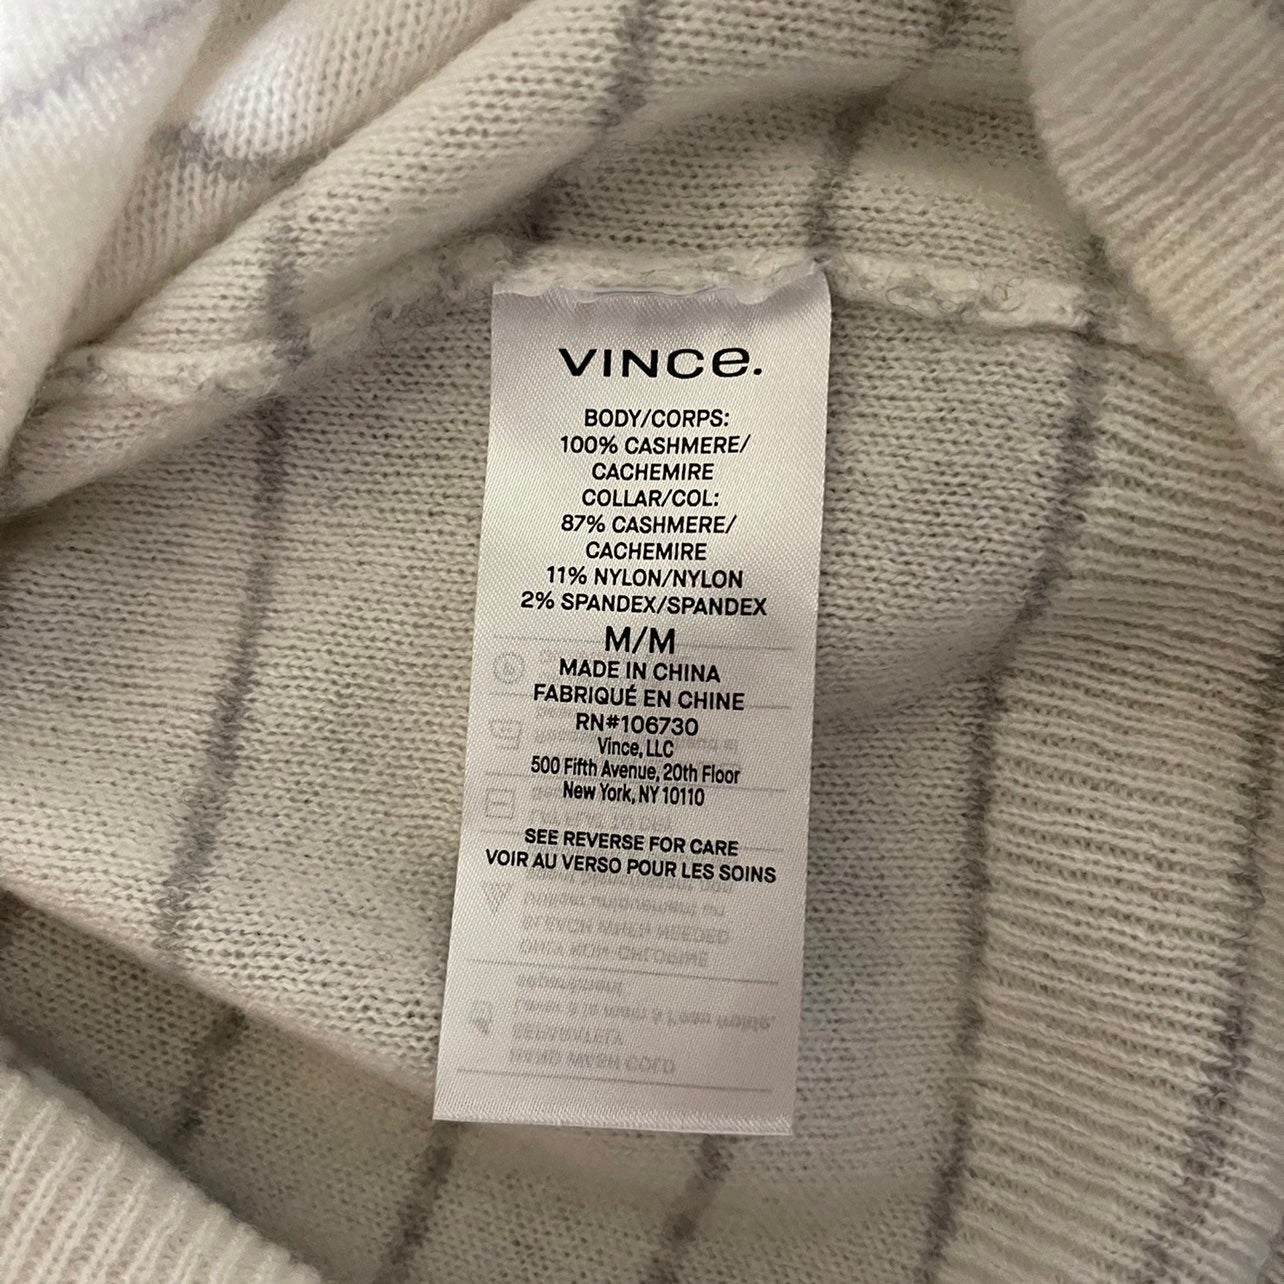 VINCe.
BODY/CORPS:
100% CASHMERE/
CACHEMIRE
COLLAR/COL:
87% CASHMERE/
CACHEMIRE
11% NYLON/NYLON
2% SPANDEX/SPANDEX
M/M
MADE IN CHINA
FABRIQUÉ EN CHINE
RN#106730
Vince, LLC
500 Fifth Avenue, 20th Floor
New York, NY 10110
SEE REVERSE FOR CARE
VOIR AU VERSO POUR LES SOINS